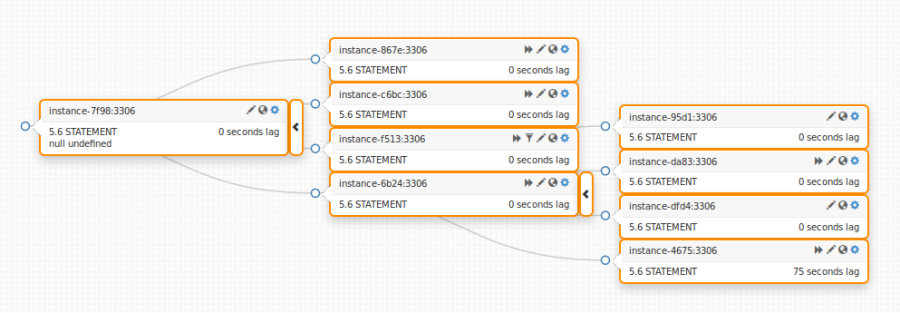 instance-7f98:3306
5.6 STATEMENT 0 seconds lag
null undefined
instance-867e:3306
5.6 STATEMENT 0 seconds lag
instance-c6bc:3306
5.6 STATEMENT 0 seconds lag
instance-f513:3306
5.6 STATEMENT 0 seconds lag
instance-6b24:3306
5.6 STATEMENT 0 seconds lag
instance-95d1:3306
5.6 STATEMENT 0 seconds lag
instance-da83:3306
5.6 STATEMENT 0 seconds lag
instance-dfd4:3306
5.6 STATEMENT 0 seconds lag
instance-4675:3306
5.6 STATEMENT 75 seconds lag